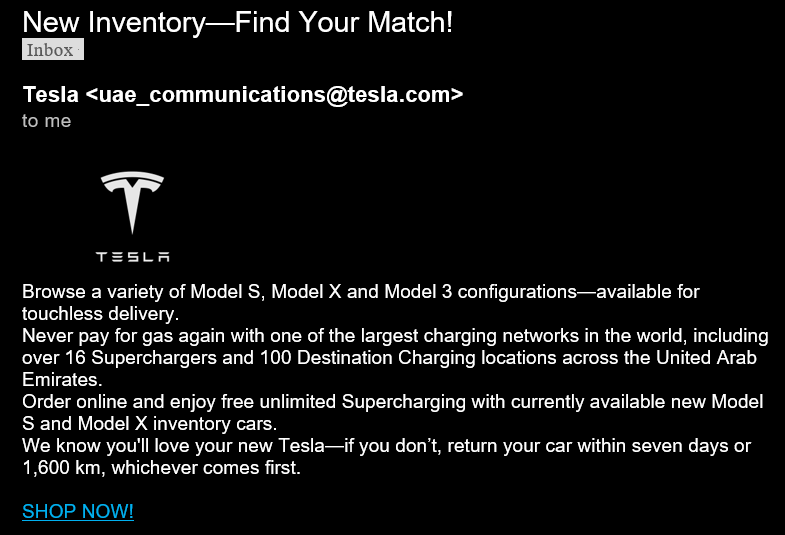 New Inventory—Find Your Match!
Inbox
Tesla <uae_communications@tesla.com>
to me
TESLA
Browse a variety of Model S, Model X and Model 3 configurations—available for
touchless delivery.
Never pay for gas again with one of the largest charging networks in the world, including
over 16 Superchargers and 100 Destination Charging locations across the United Arab
Emirates.
Order online and enjoy free unlimited Supercharging with currently available new Model
S and Model X inventory cars.
We know you'll love your new Tesla—if you don’t, return your car within seven days or
1,600 km, whichever comes first.
SHOP NOW!